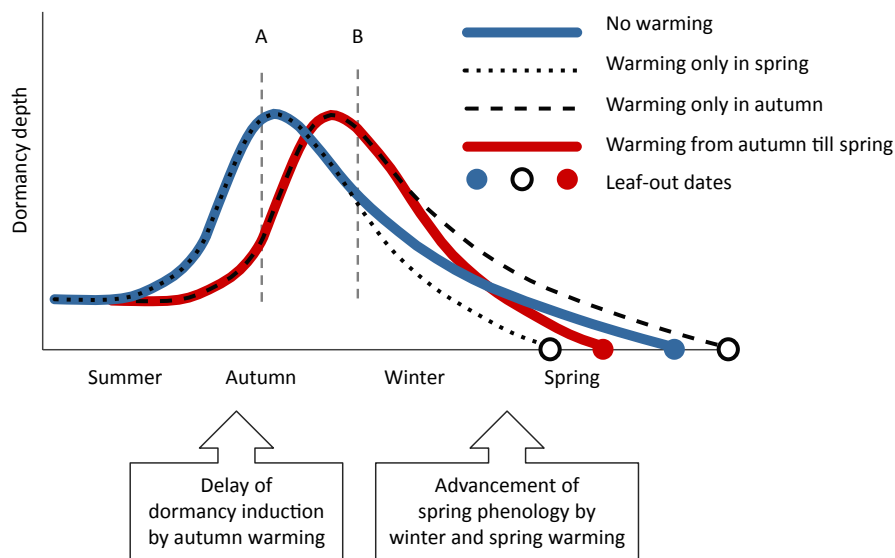 A
B
No warming
Warming only in spring
Warming only in autumn
Warming from autumn till spring
Leaf-out dates
Dormancy depth
Summer
Autumn
Winter
Spring
Delay of
dormancy induction
by autumn warming
Advancement of
spring phenology by
winter and spring warming